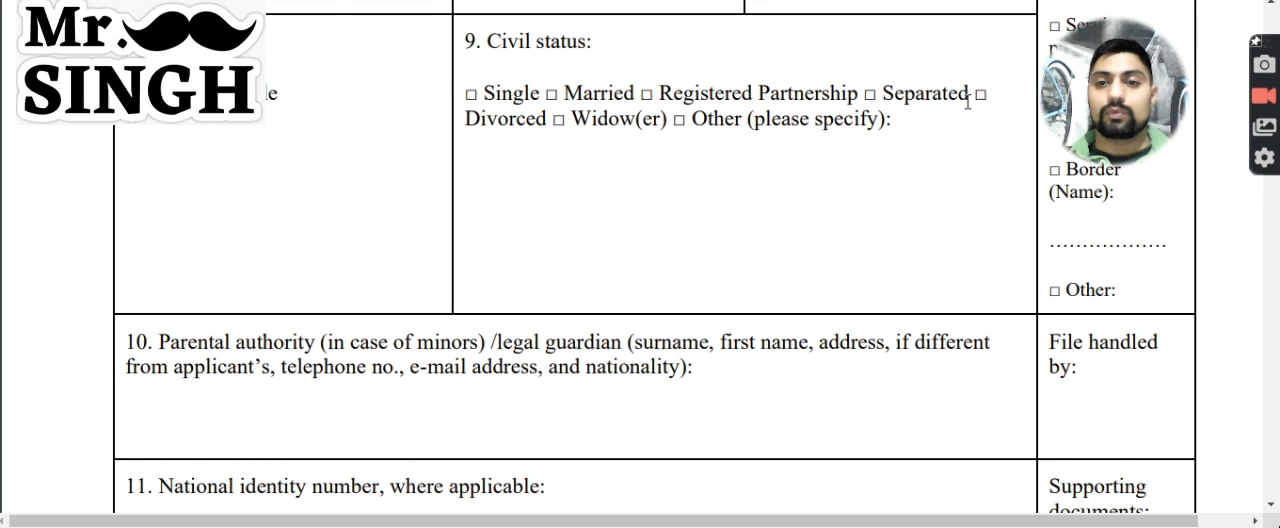 Mr.
SINGH
le
9. Civil status:
□ Single □ Married □ Registered Partnership □ Separated □
Divorced □ Widow(er) □ Other (please specify):
□ Border
(Name):
………………
□ Other:
10. Parental authority (in case of minors) /legal guardian (surname, first name, address, if different
from applicant’s, telephone no., e-mail address, and nationality):
File handled
by:
11. National identity number, where applicable:
Supporting
documents: